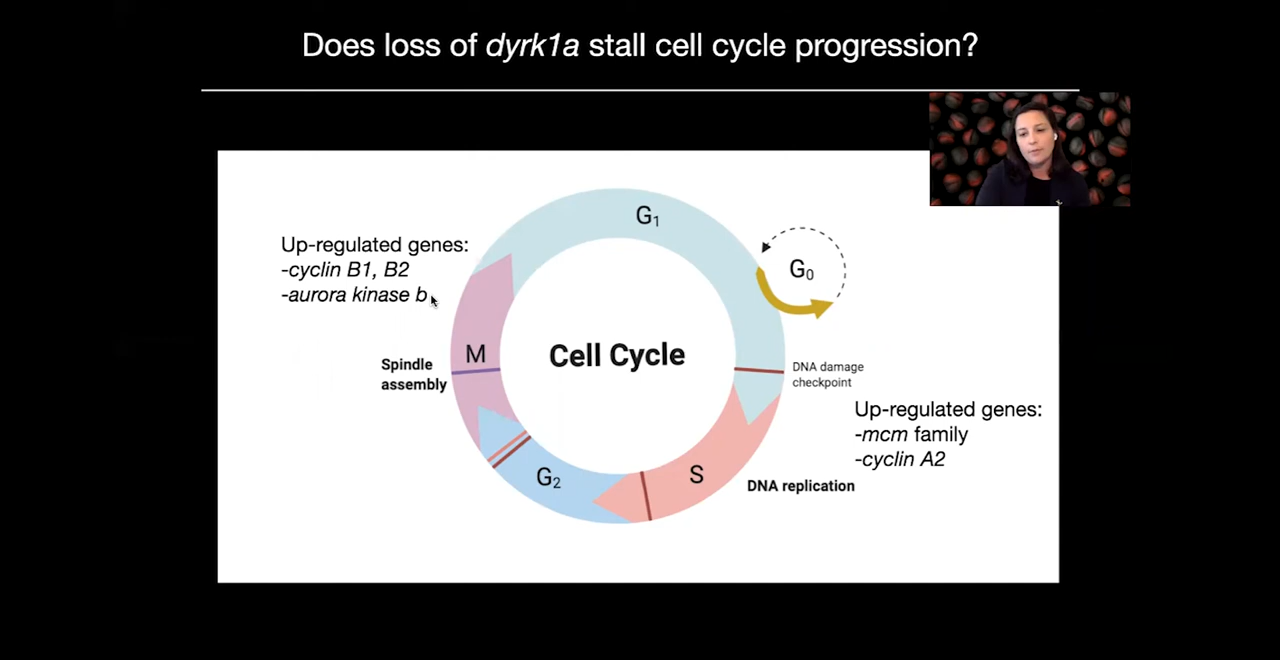 Does loss of dyrk1a stall cell cycle progression?
G₁
Up-regulated genes:
-cyclin B1, B2
-aurora kinase b
G₀
M
Cell Cycle
Spindle
assembly
DNA damage
checkpoint
Up-regulated genes:
-mcm family
-cyclin A2
G₂
S
DNA replication